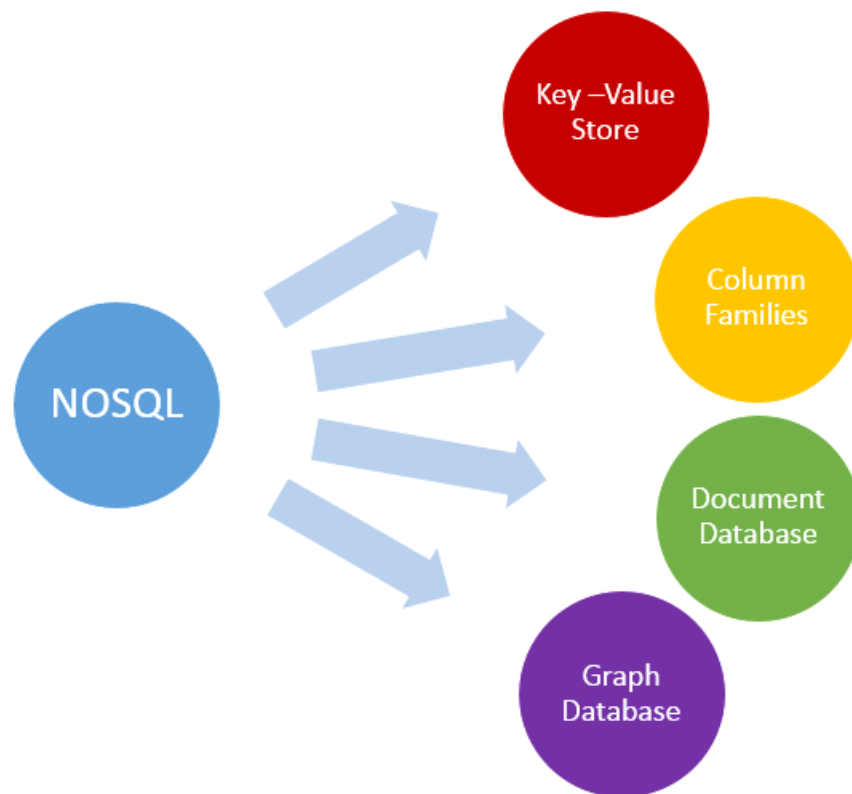 Key –Value
Store
Column
Families
NOSQL
Document
Database
Graph
Database